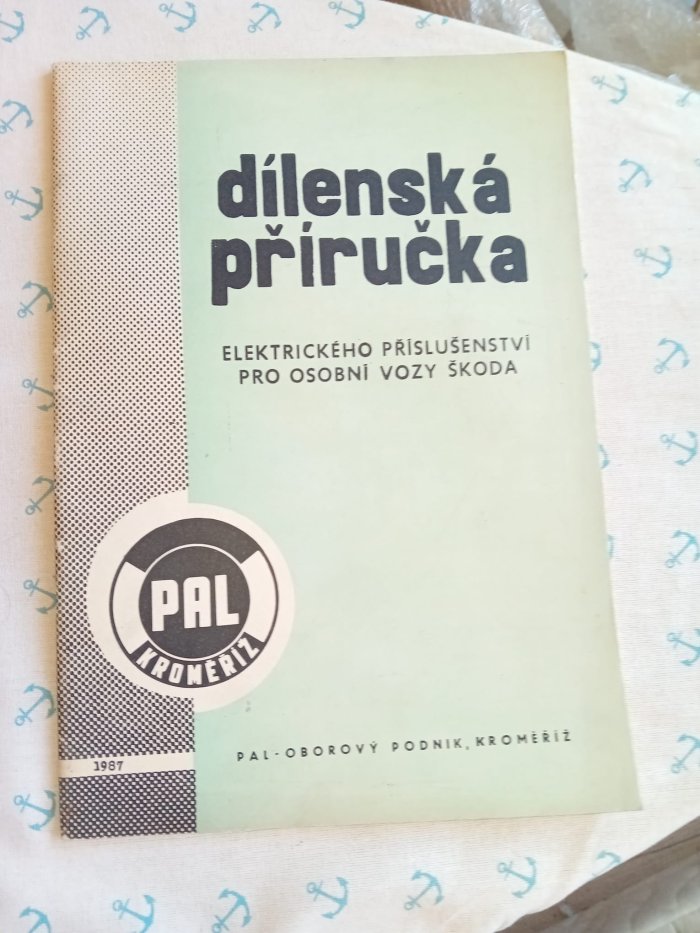 dílenská
příručka
ELEKTRICKÉHO PŘÍSLUŠENSTVÍ
PRO OSOBNÍ VOZY ŠKODA
PAL
KROMĚŘÍŽ
PAL-OBOROVÝ PODNIK, KROMĚŘÍŽ
1987